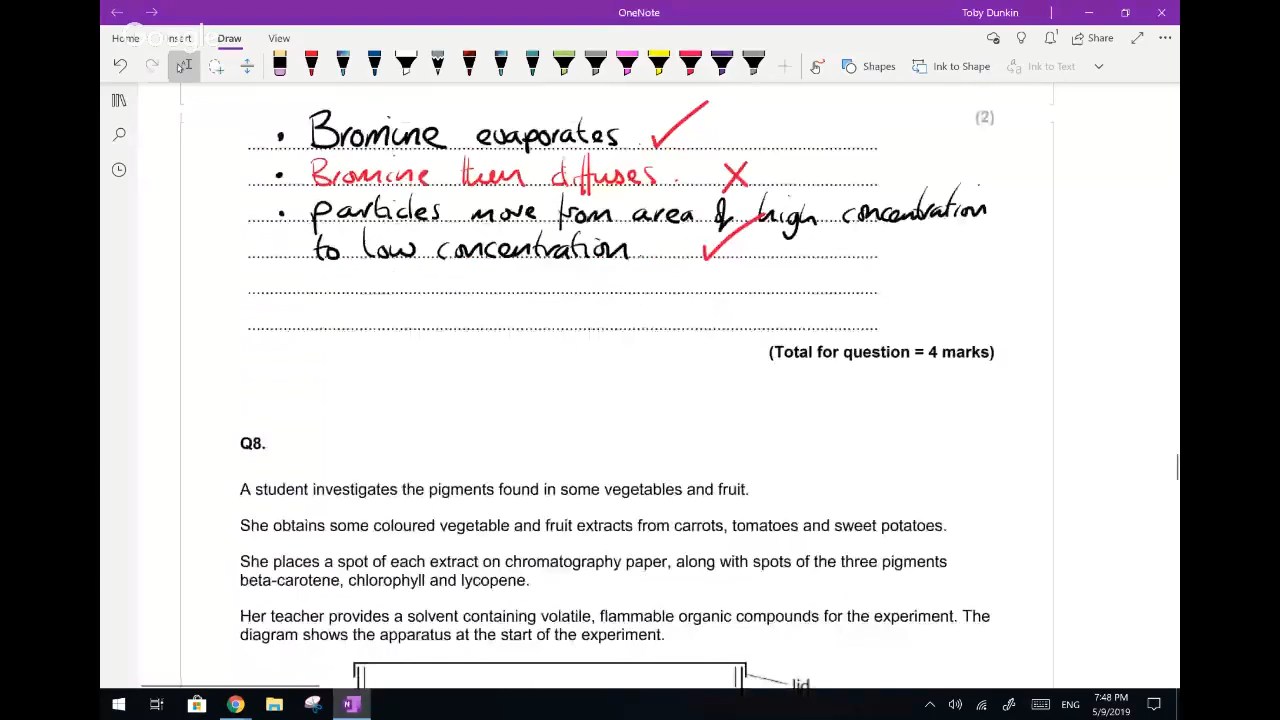 OneNote
Toby Dunkin
Home
Insert
Draw
View
Share
Shapes
Ink to Shape
Ink to Text
(2)
• Bromine evaporates ✓
• Bromine then diffuses. X
• particles move from area of high concentration
to low concentration ✓
(Total for question = 4 marks)
Q8.
A student investigates the pigments found in some vegetables and fruit.
She obtains some coloured vegetable and fruit extracts from carrots, tomatoes and sweet potatoes.
She places a spot of each extract on chromatography paper, along with spots of the three pigments
beta-carotene, chlorophyll and lycopene.
Her teacher provides a solvent containing volatile, flammable organic compounds for the experiment. The
diagram shows the apparatus at the start of the experiment.
lid
ENG
7:48 PM
5/9/2019